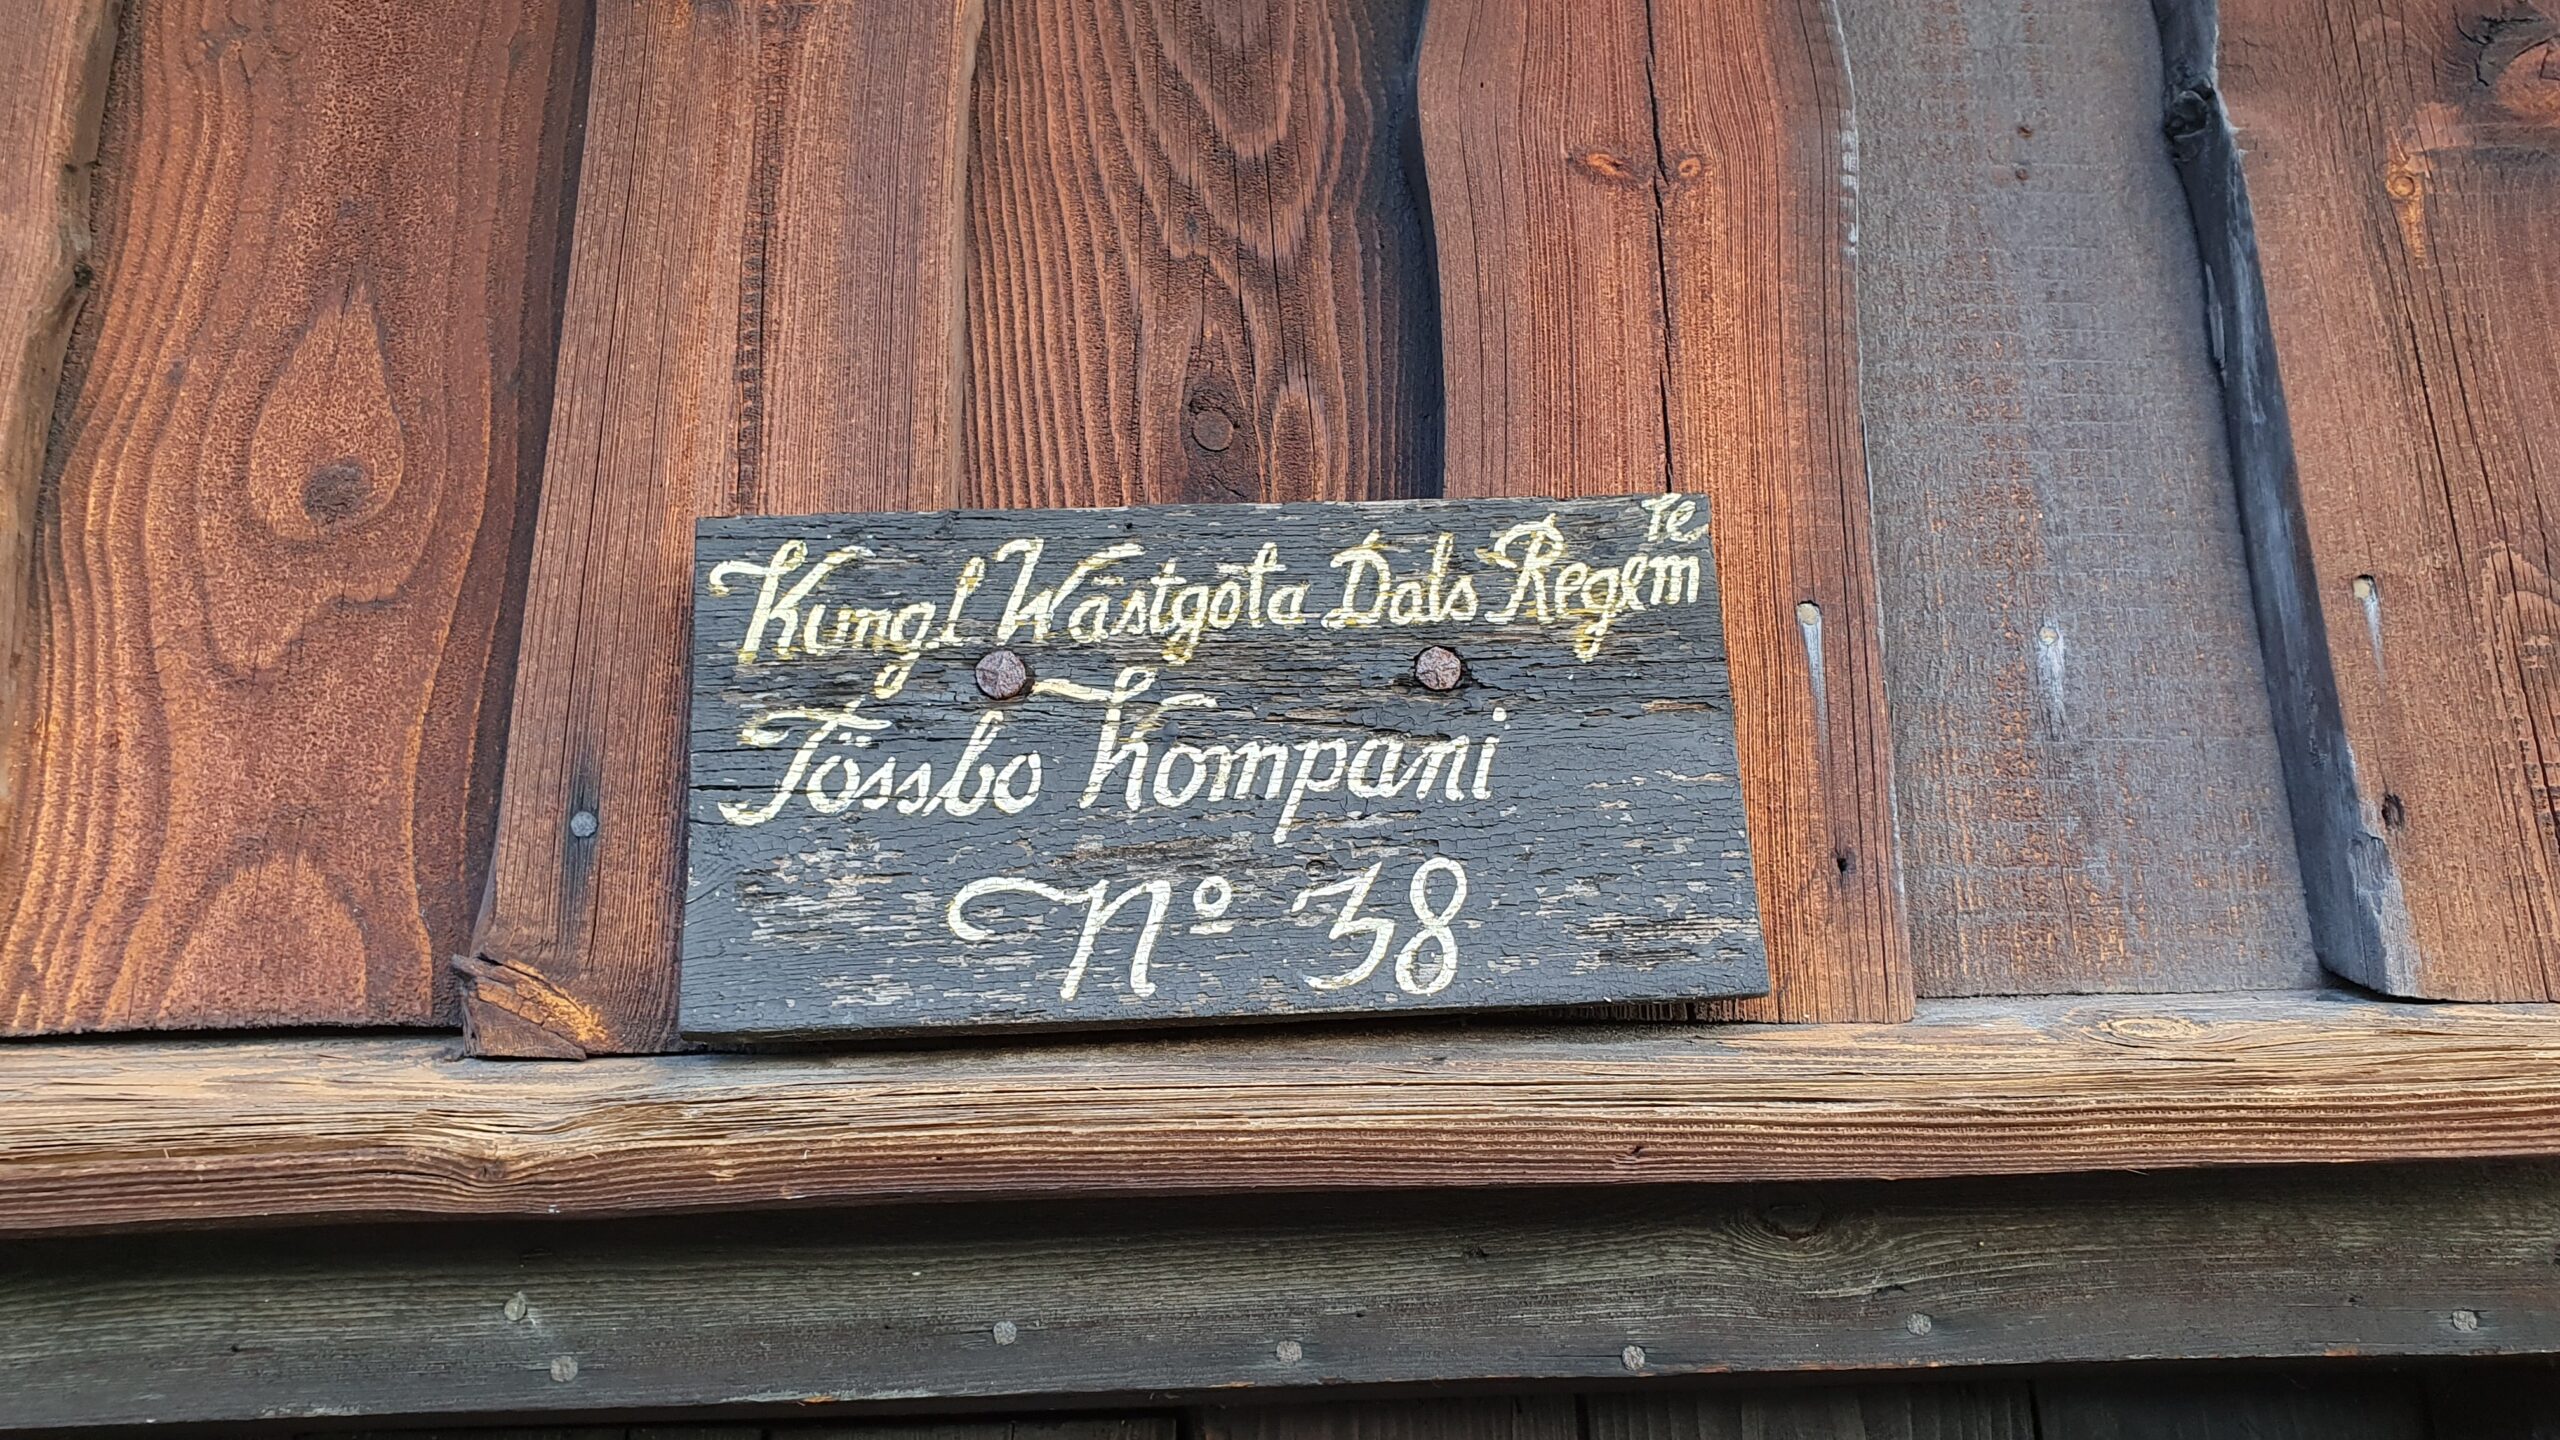 Kungl Wästgöta Dals Regemte
Tössbo Kompani
No 38